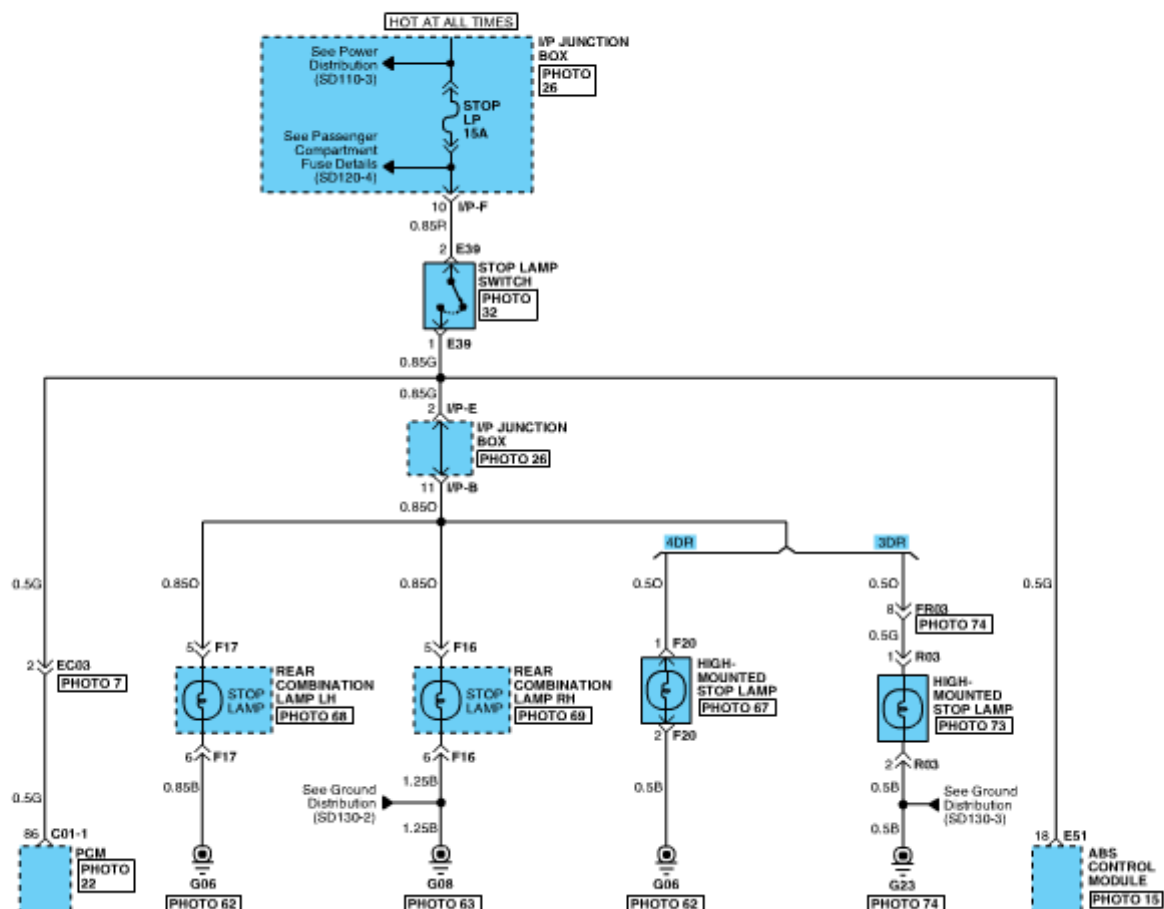 HOT AT ALL TIMES
See Power
Distribution
(SD110-3)
I/P JUNCTION
BOX
PHOTO
26
STOP
LP
15A
See Passenger
Compartment
Fuse Details
(SD120-4)
10 I/P-F
0.85R
2 E39
STOP LAMP
SWITCH
PHOTO
32
1 E39
0.85G
0.85G
2 I/P-E
I/P JUNCTION
BOX
PHOTO 26
11 I/P-B
0.85O
4DR
3DR
0.5G
0.85O
0.85O
0.5O
0.5O
0.5G
8 FR03
PHOTO 74
0.5G
5 F17
5 F16
1 F20
1 R03
2 EC03
PHOTO 7
STOP
LAMP
REAR
COMBINATION
LAMP LH
PHOTO 68
STOP
LAMP
REAR
COMBINATION
LAMP RH
PHOTO 69
HIGH-
MOUNTED
STOP LAMP
PHOTO 67
HIGH-
MOUNTED
STOP LAMP
PHOTO 73
6 F17
6 F16
2 F20
2 R03
0.5G
0.85B
See Ground
Distribution
(SD130-2)
1.25B
1.25B
0.5B
0.5B
0.5B
See Ground
Distribution
(SD130-3)
86 C01-1
PCM
PHOTO
22
G06
PHOTO 62
G08
PHOTO 63
G06
PHOTO 62
G23
PHOTO 74
18 E51
ABS
CONTROL
MODULE
PHOTO 15